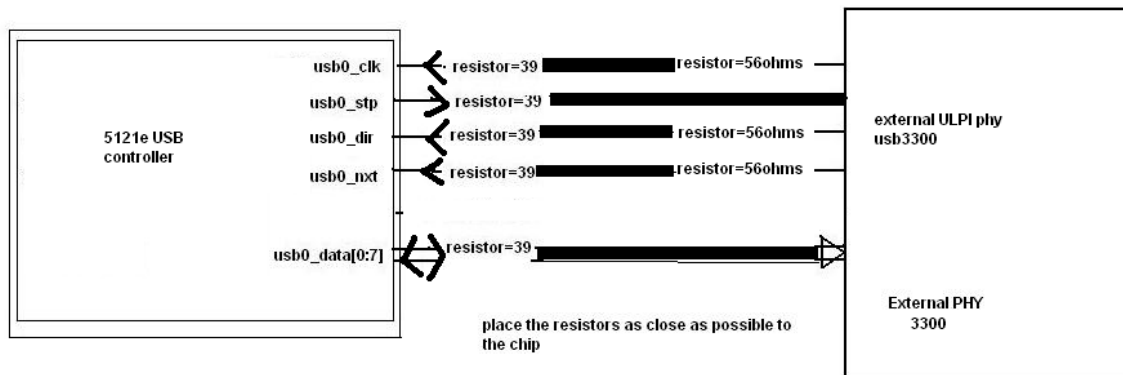 usb0_clk
resistor=39
resistor=56ohms
usb0_stp
resistor=39
5121e USB
controller
usb0_dir
resistor=39
resistor=56ohms
external ULPI phy
usb3300
usb0_nxt
resistor=39
resistor=56ohms
usb0_data[0:7]
resistor=39
External PHY
3300
place the resistors as close as possible to
the chip